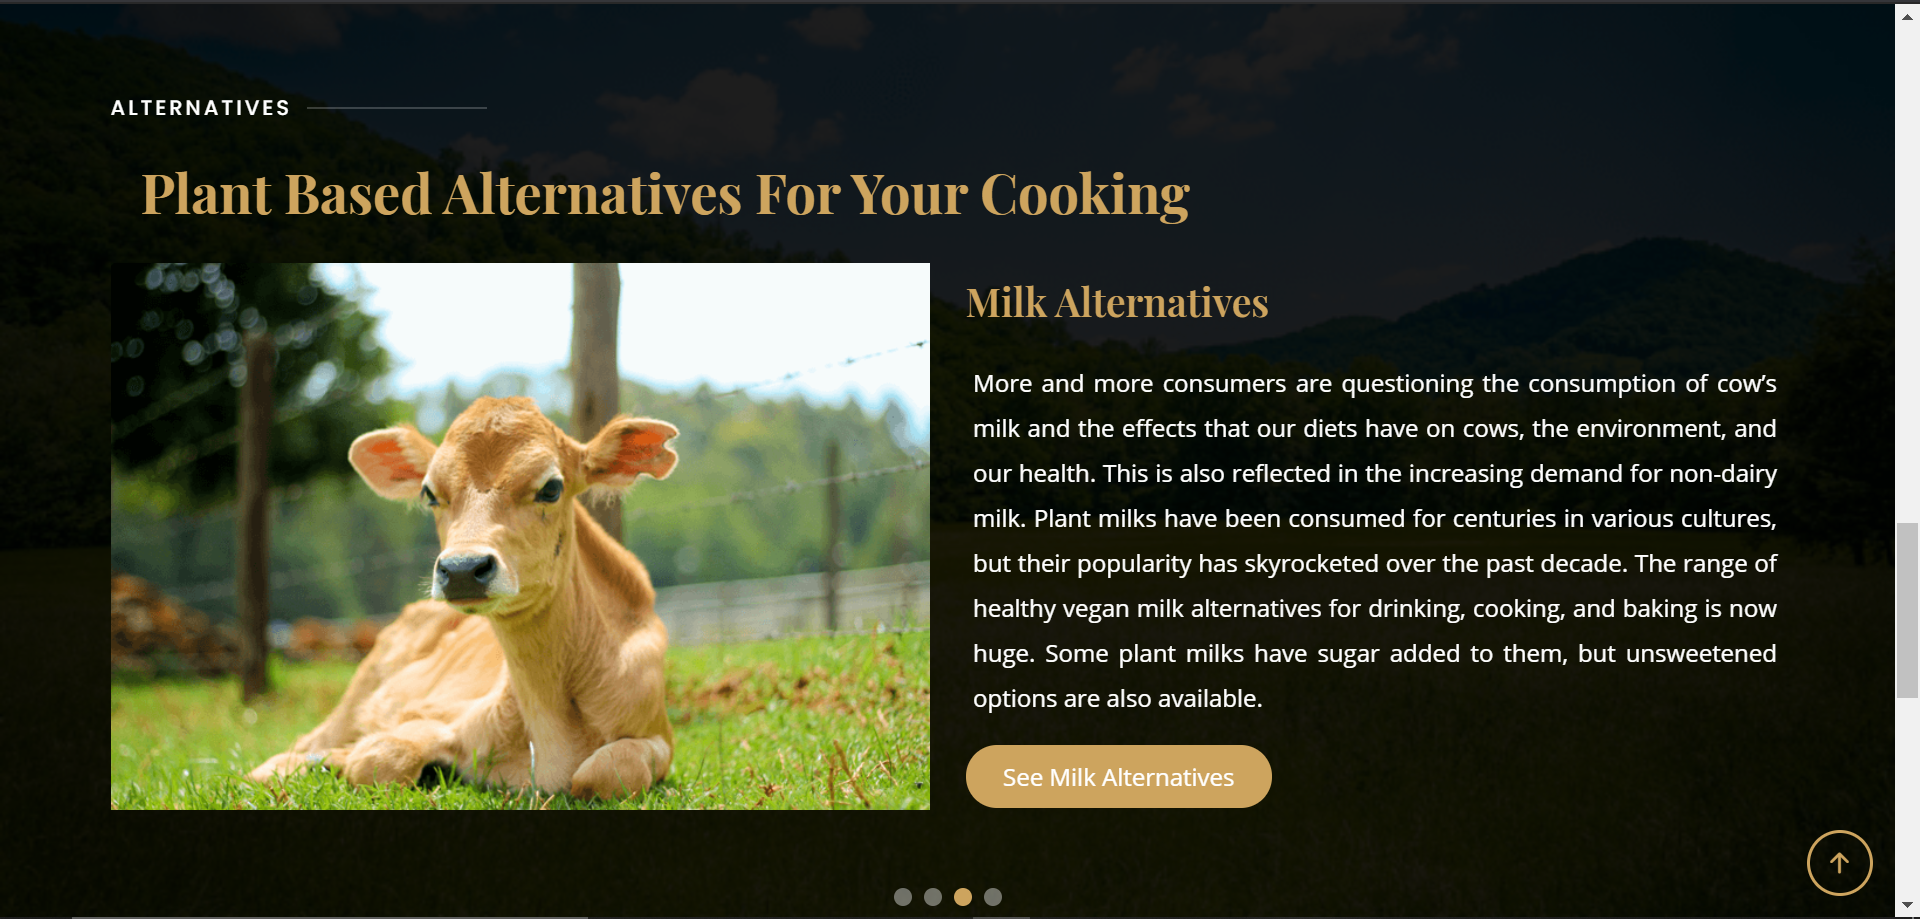 ALTERNATIVES
Plant Based Alternatives For Your Cooking
Milk Alternatives
More and more consumers are questioning the consumption of cow’s
milk and the effects that our diets have on cows, the environment, and
our health. This is also reflected in the increasing demand for non-dairy
milk. Plant milks have been consumed for centuries in various cultures,
but their popularity has skyrocketed over the past decade. The range of
healthy vegan milk alternatives for drinking, cooking, and baking is now
huge. Some plant milks have sugar added to them, but unsweetened
options are also available.
See Milk Alternatives